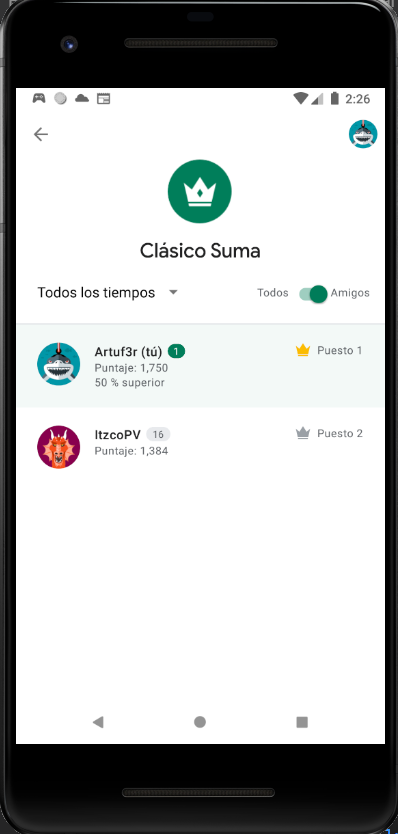 2:26
Clásico Suma
Todos los tiempos
Todos Amigos
Artuf3r (tú) 1
Puesto 1
Puntaje: 1,750
50 % superior
ItzcoPV 16
Puesto 2
Puntaje: 1,384